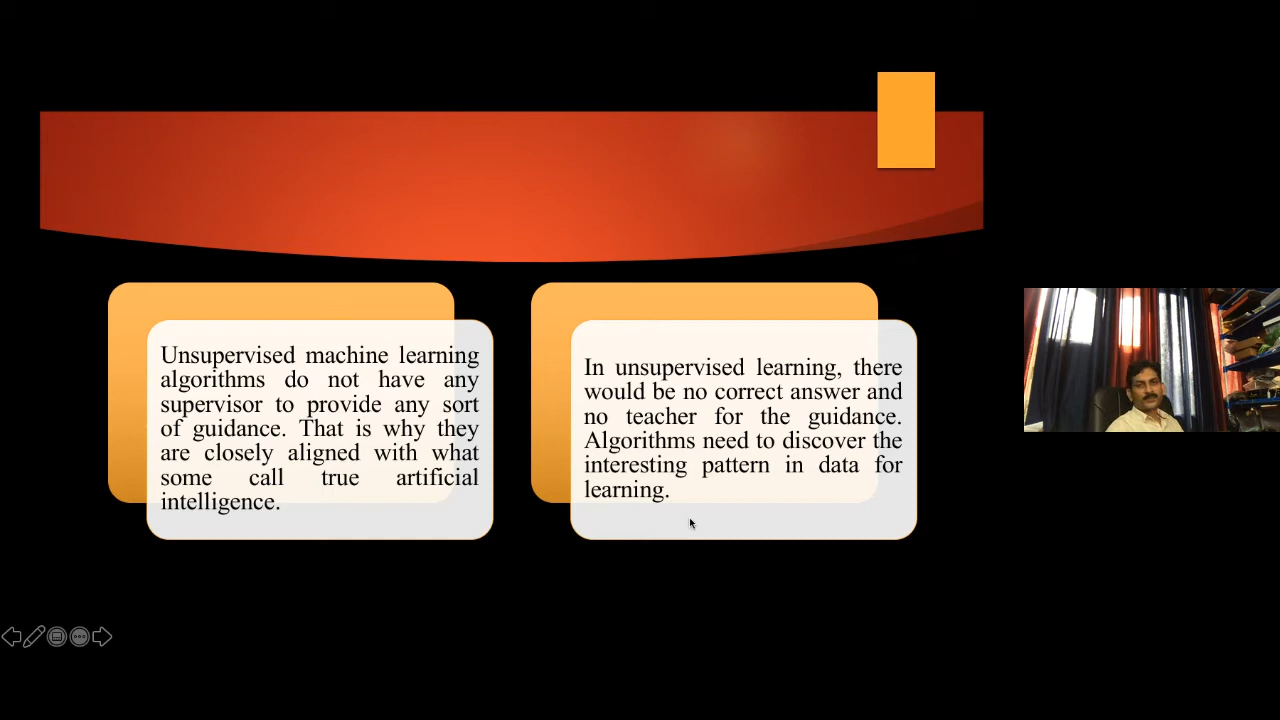 Unsupervised machine learning
algorithms do not have any
supervisor to provide any sort
of guidance. That is why they
are closely aligned with what
some call true artificial
intelligence.
In unsupervised learning, there
would be no correct answer and
no teacher for the guidance.
Algorithms need to discover the
interesting pattern in data for
learning.